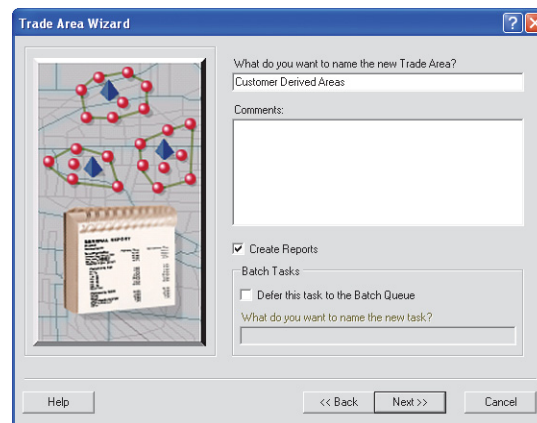 Trade Area Wizard
What do you want to name the new Trade Area?
Customer Derived Areas
Comments:
Create Reports
Batch Tasks
Defer this task to the Batch Queue
What do you want to name the new task?
Help
<< Back
Next >>
Cancel